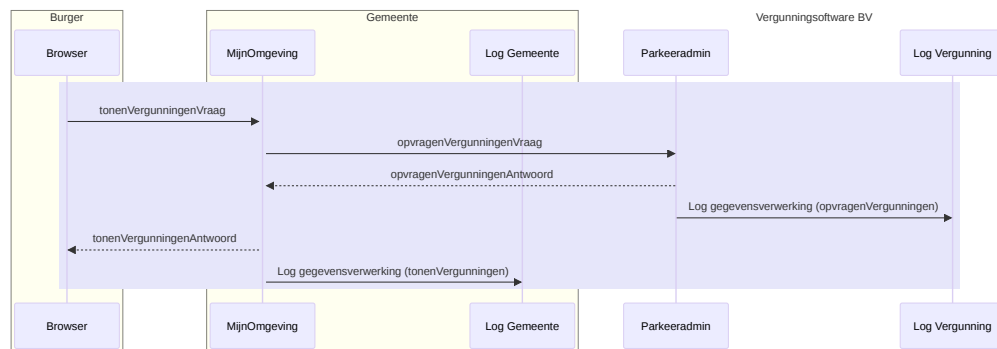 Burger
Gemeente
Vergunningsoftware BV
Browser
MijnOmgeving
Log Gemeente
Parkeeradmin
Log Vergunning
tonenVergunningenVraag
opvragenVergunningenVraag
opvragenVergunningenAntwoord
Log gegevensverwerking (opvragenVergunningen)
tonenVergunningenAntwoord
Log gegevensverwerking (tonenVergunningen)
Browser
MijnOmgeving
Log Gemeente
Parkeeradmin
Log Vergunning